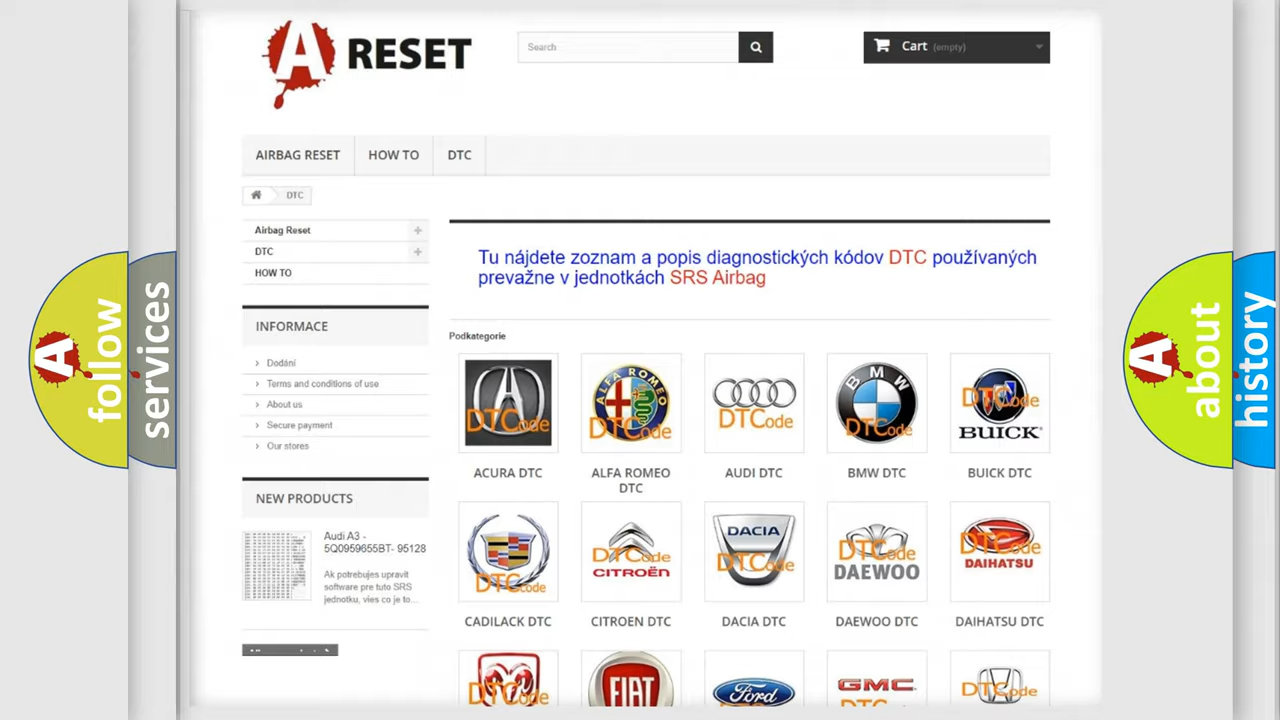 A RESET
Search
Cart (empty)
AIRBAG RESET
HOW TO
DTC
DTC
Airbag Reset
DTC
HOW TO
INFORMACE
Dodání
Terms and conditions of use
About us
Secure payment
Our stores
NEW PRODUCTS
Audi A3 -
5Q0959655BT- 95128
Ak potrebujes upravit
software pre tuto SRS
jednotku, vies co je to...
Tu nájdete zoznam a popis diagnostických kódov DTC používaných
prevažne v jednotkách SRS Airbag
Podkategorie
DTCode
ALFA ROMEO
DTCode
DTCode
BMW
DTCode
DTCode
BUICK
ACURA DTC
ALFA ROMEO
DTC
AUDI DTC
BMW DTC
BUICK DTC
DTCode
DTCode
CITROËN
DACIA
DTCode
DTCode
DAEWOO
DTCode
DAIHATSU
CADILACK DTC
CITROEN DTC
DACIA DTC
DAEWOO DTC
DAIHATSU DTC
DTCode
FIAT
Ford
GMC
DTCode
A follow
services
A about
history